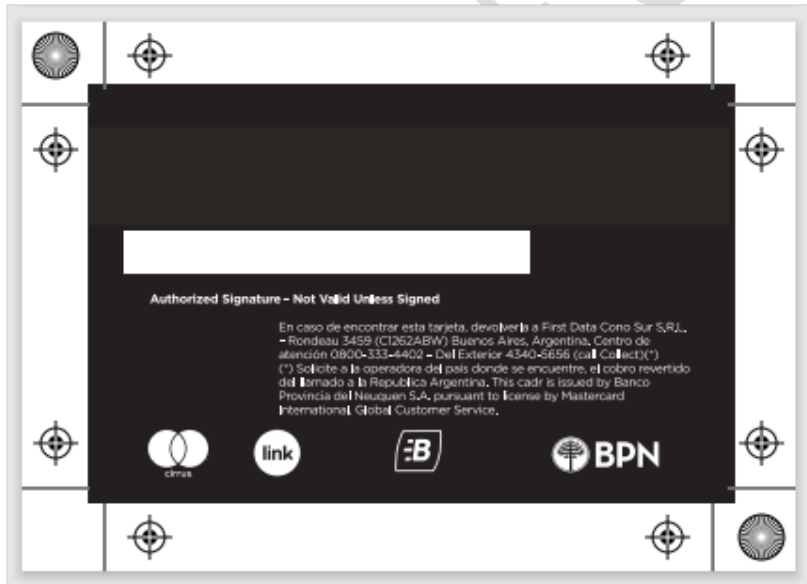 Authorized Signature – Not Valid Unless Signed
En caso de encontrar esta tarjeta, devolverla a First Data Cono Sur S.R.L.
– Rondeau 3459 (C1262ABW) Buenos Aires, Argentina. Centro de
atención 0800-333-4402 – Del Exterior 4340-5656 (call Collect)(*)
(*) Solicite a la operadora del país donde se encuentre, el cobro revertido
del llamado a la Republica Argentina. This cadr is issued by Banco
Provincia del Neuquen S.A. pursuant to license by Mastercard
International. Global Customer Service.
cirrus
link
B
BPN